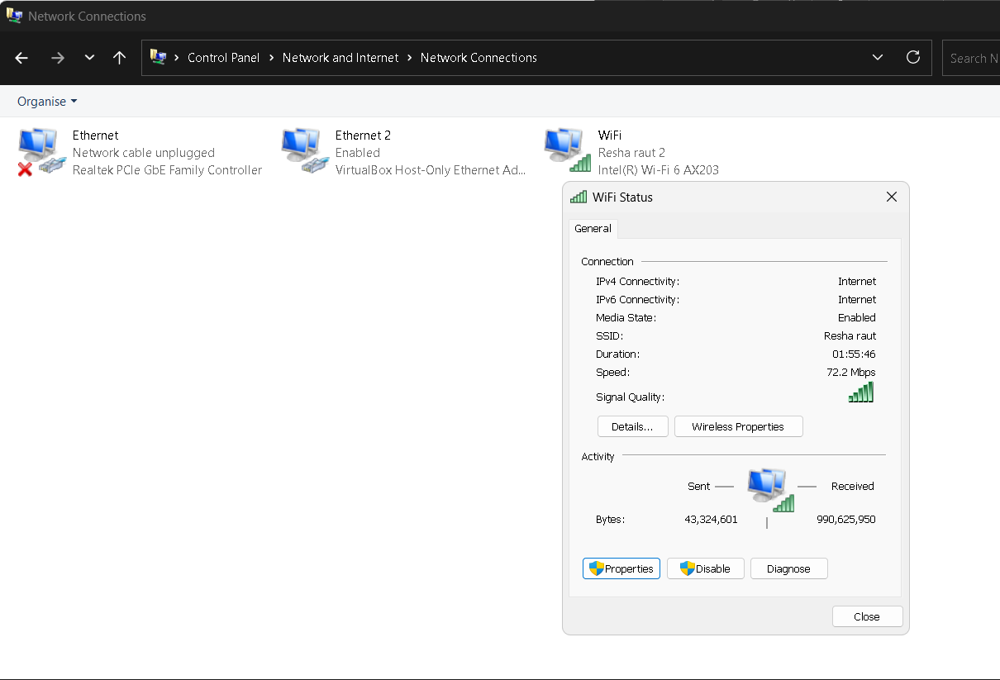 Network Connections
Control Panel > Network and Internet > Network Connections
Search N
Organise
Ethernet
Network cable unplugged
Realtek PCIe GbE Family Controller
Ethernet 2
Enabled
VirtualBox Host-Only Ethernet Ad...
WiFi
Resha raut 2
Intel(R) Wi-Fi 6 AX203
WiFi Status
General
Connection
IPv4 Connectivity: Internet
IPv6 Connectivity: Internet
Media State: Enabled
SSID: Resha raut
Duration: 01:55:46
Speed: 72.2 Mbps
Signal Quality:
Details... Wireless Properties
Activity
Sent Received
Bytes: 43,324,601 990,625,950
Properties Disable Diagnose
Close